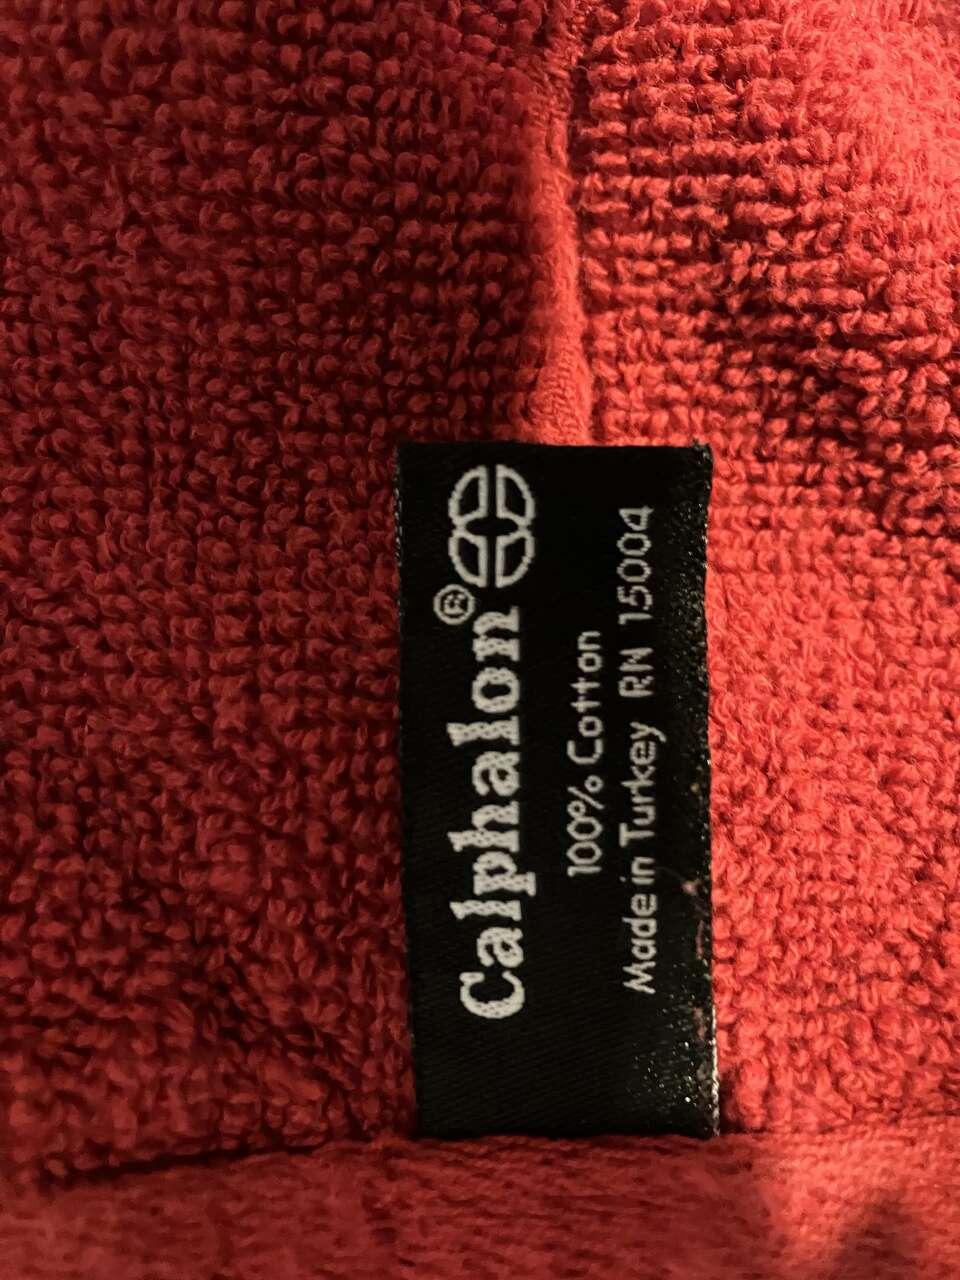 Calphalon®
100% Cotton
Made in Turkey RN 15004